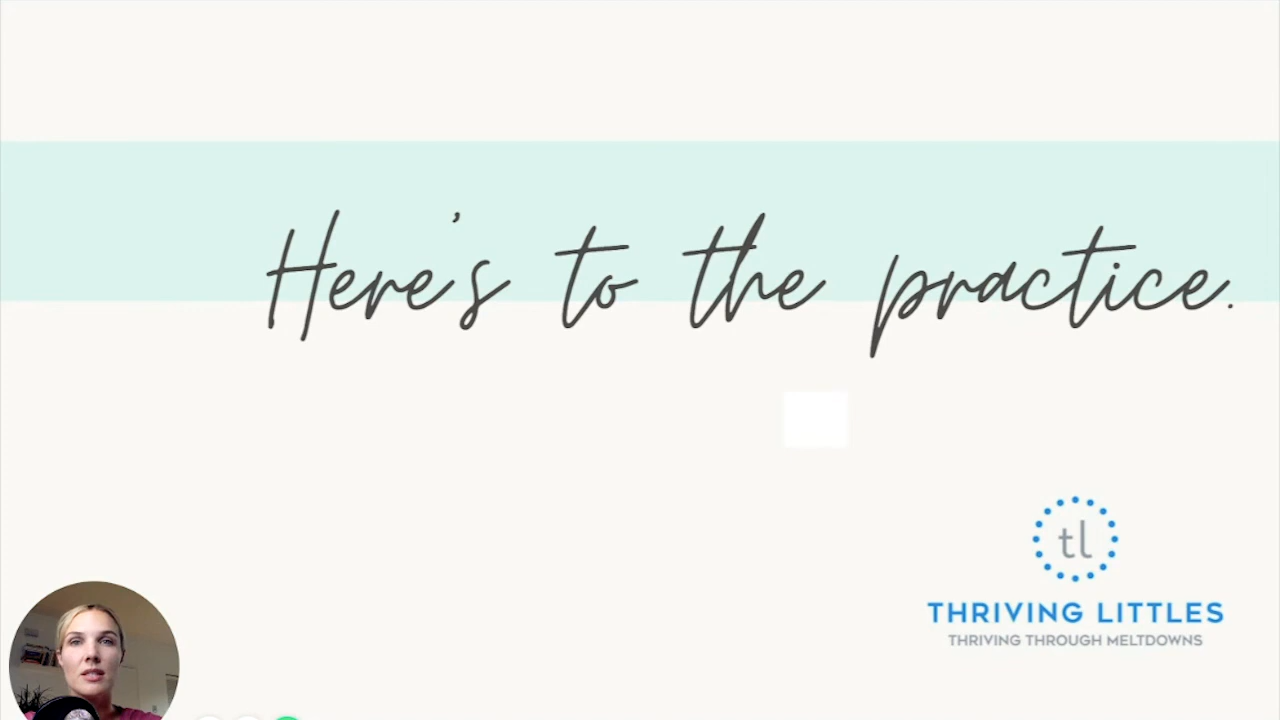 Here's to the practice.
tl
THRIVING LITTLES
THRIVING THROUGH MELTDOWNS